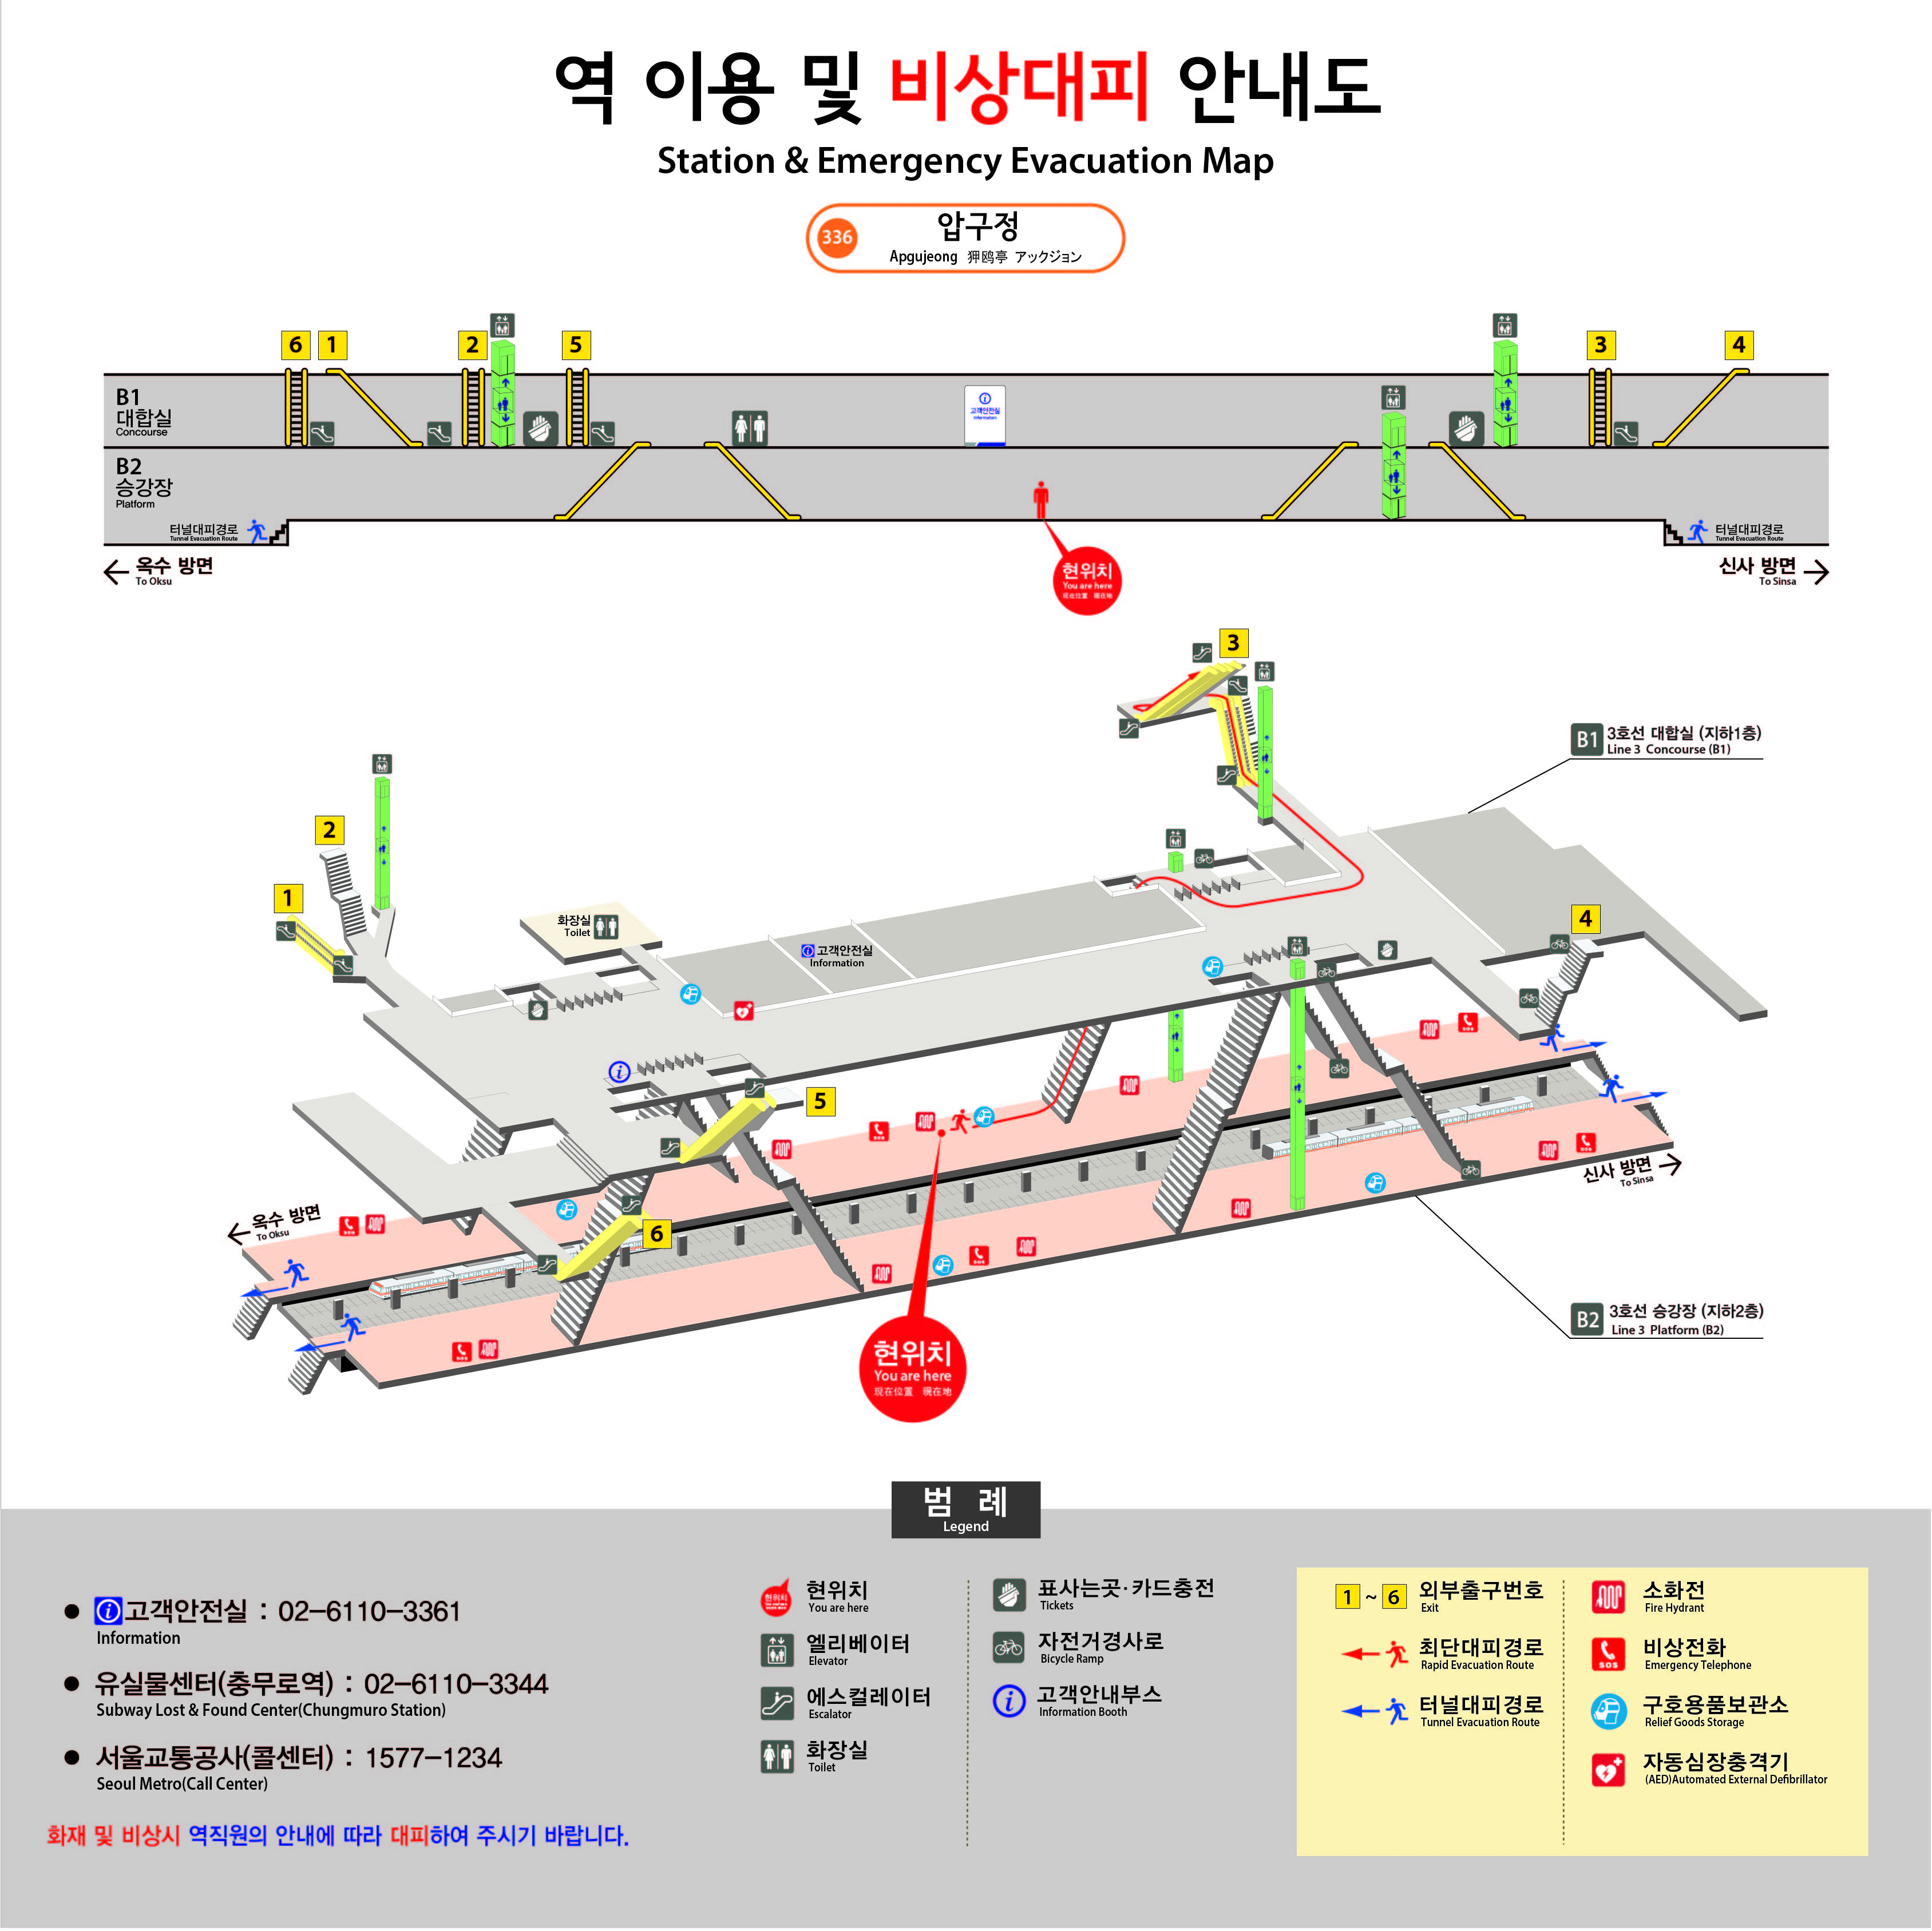 역 이용 및 비상대피 안내도
Station & Emergency Evacuation Map
336
압구정
Apgujeong 狎鸥亭 アックジョン
6 1 2 5 3 4
B1
대합실
Concourse
고객안전실
Information
B2
승강장
Platform
터널대피경로
Tunnel Evacuation Route
터널대피경로
Tunnel Evacuation Route
← 옥수 방면
To Oksu
신사 방면 →
To Sinsa
현위치
You are here
现在位置 現在地
3
B1 3호선 대합실 (지하1층)
Line 3 Concourse (B1)
2
1
4
화장실
Toilet
고객안전실
Information
5
6
← 옥수 방면
To Oksu
신사 방면 →
To Sinsa
SOS
SOS
SOS
SOS
SOS
SOS
B2 3호선 승강장 (지하2층)
Line 3 Platform (B2)
현위치
You are here
现在位置 現在地
범 례
Legend
● 고객안전실 : 02-6110-3361
Information
● 유실물센터(충무로역) : 02-6110-3344
Subway Lost & Found Center(Chungmuro Station)
● 서울교통공사(콜센터) : 1577-1234
Seoul Metro(Call Center)
화재 및 비상시 역직원의 안내에 따라 대피하여 주시기 바랍니다.
현위치
현위치
You are here
엘리베이터
Elevator
에스컬레이터
Escalator
화장실
Toilet
표사는곳·카드충전
Tickets
자전거경사로
Bicycle Ramp
고객안내부스
Information Booth
1 ~ 6 외부출구번호
Exit
최단대피경로
Rapid Evacuation Route
터널대피경로
Tunnel Evacuation Route
소화전
Fire Hydrant
SOS
비상전화
Emergency Telephone
구호용품보관소
Relief Goods Storage
자동심장충격기
(AED)Automated External Defibrillator